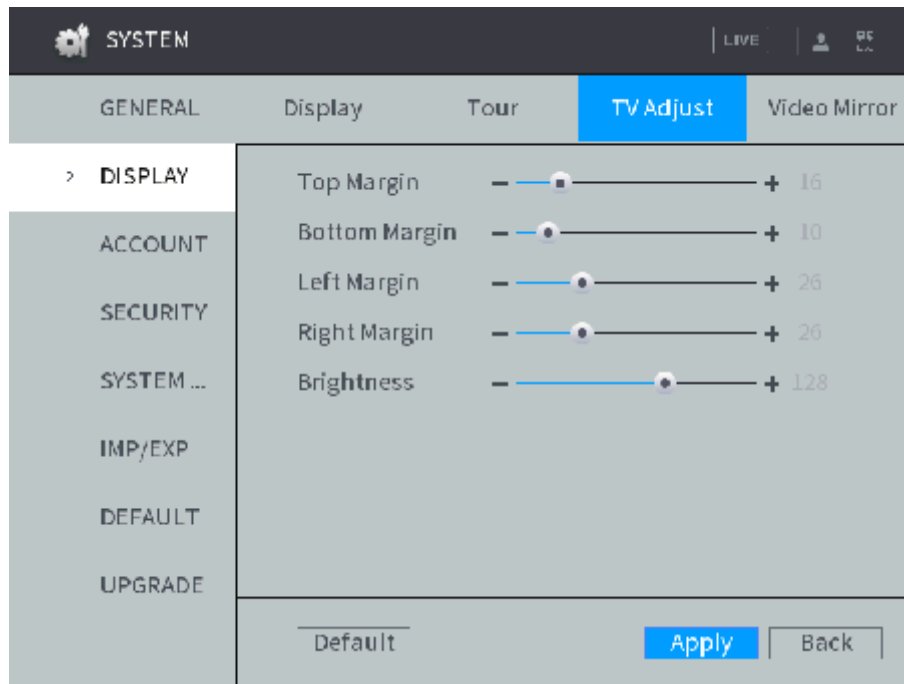 SYSTEM
LIVE
GENERAL Display Tour TV Adjust Video Mirror
> DISPLAY
Top Margin - + 16
Bottom Margin - + 10
ACCOUNT
Left Margin - + 26
SECURITY
Right Margin - + 26
SYSTEM ...
Brightness - + 128
IMP/EXP
DEFAULT
UPGRADE
Default Apply Back